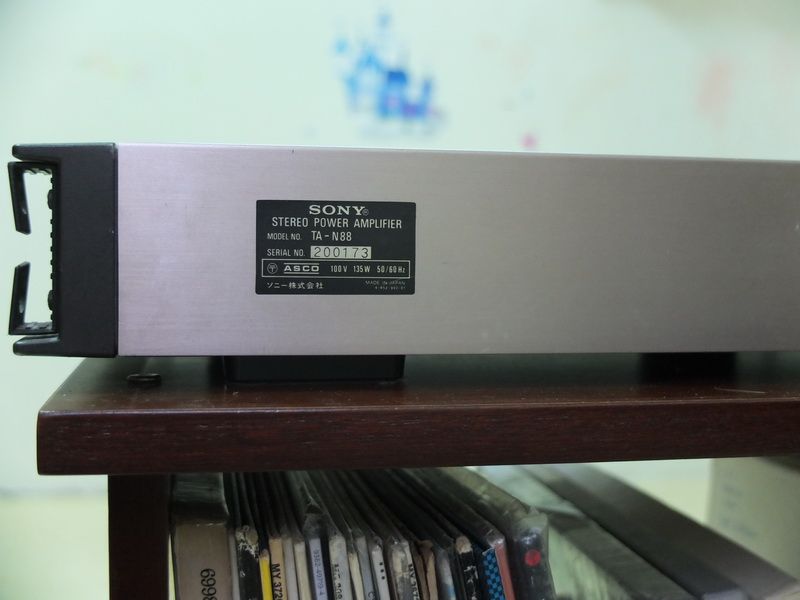 SONY®
STEREO POWER AMPLIFIER
MODEL NO. TA-N88
SERIAL NO. 200173
〒 ASCO 100V 135W 50/60Hz
ソニー株式会社
MADE IN JAPAN